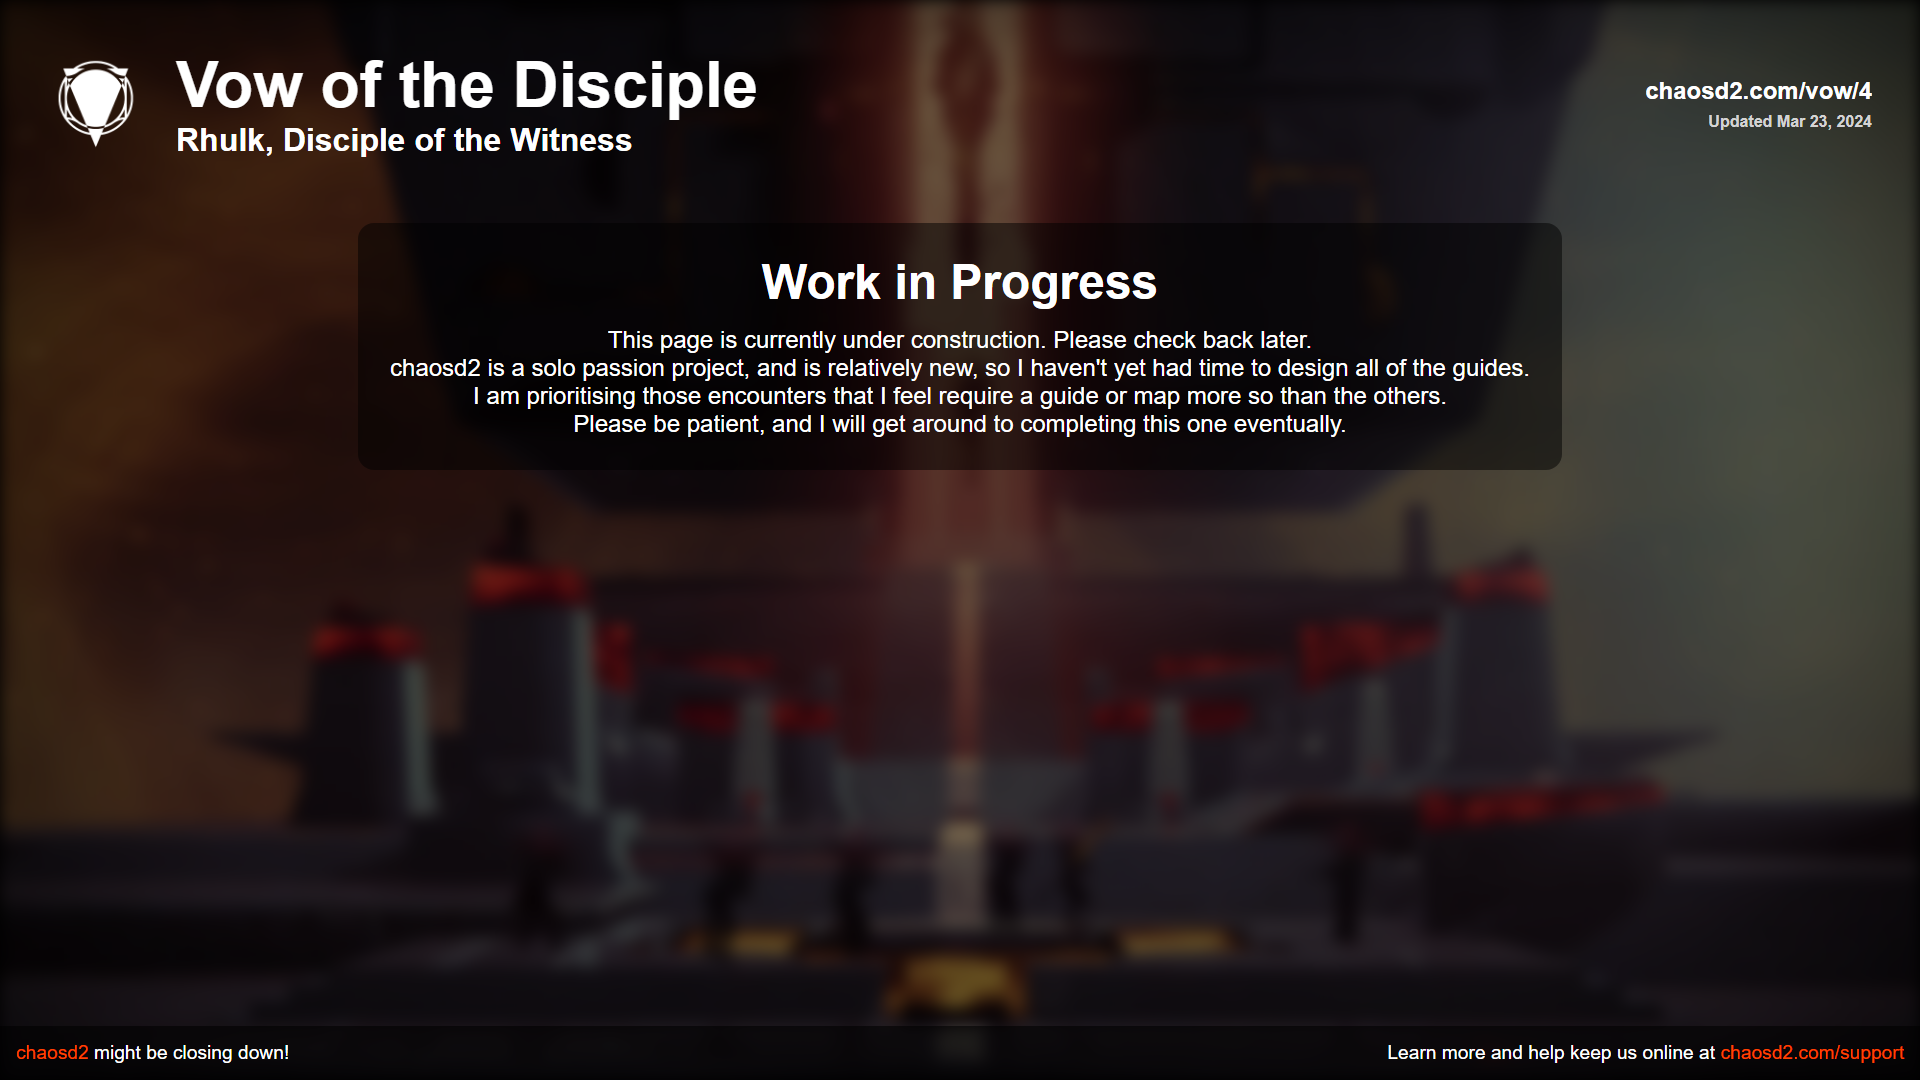 Vow of the Disciple
Rhulk, Disciple of the Witness
chaosd2.com/vow/4
Updated Mar 23, 2024
Work in Progress
This page is currently under construction. Please check back later.
chaosd2 is a solo passion project, and is relatively new, so I haven't yet had time to design all of the guides.
I am prioritising those encounters that I feel require a guide or map more so than the others.
Please be patient, and I will get around to completing this one eventually.
chaosd2 might be closing down!
Learn more and help keep us online at chaosd2.com/support